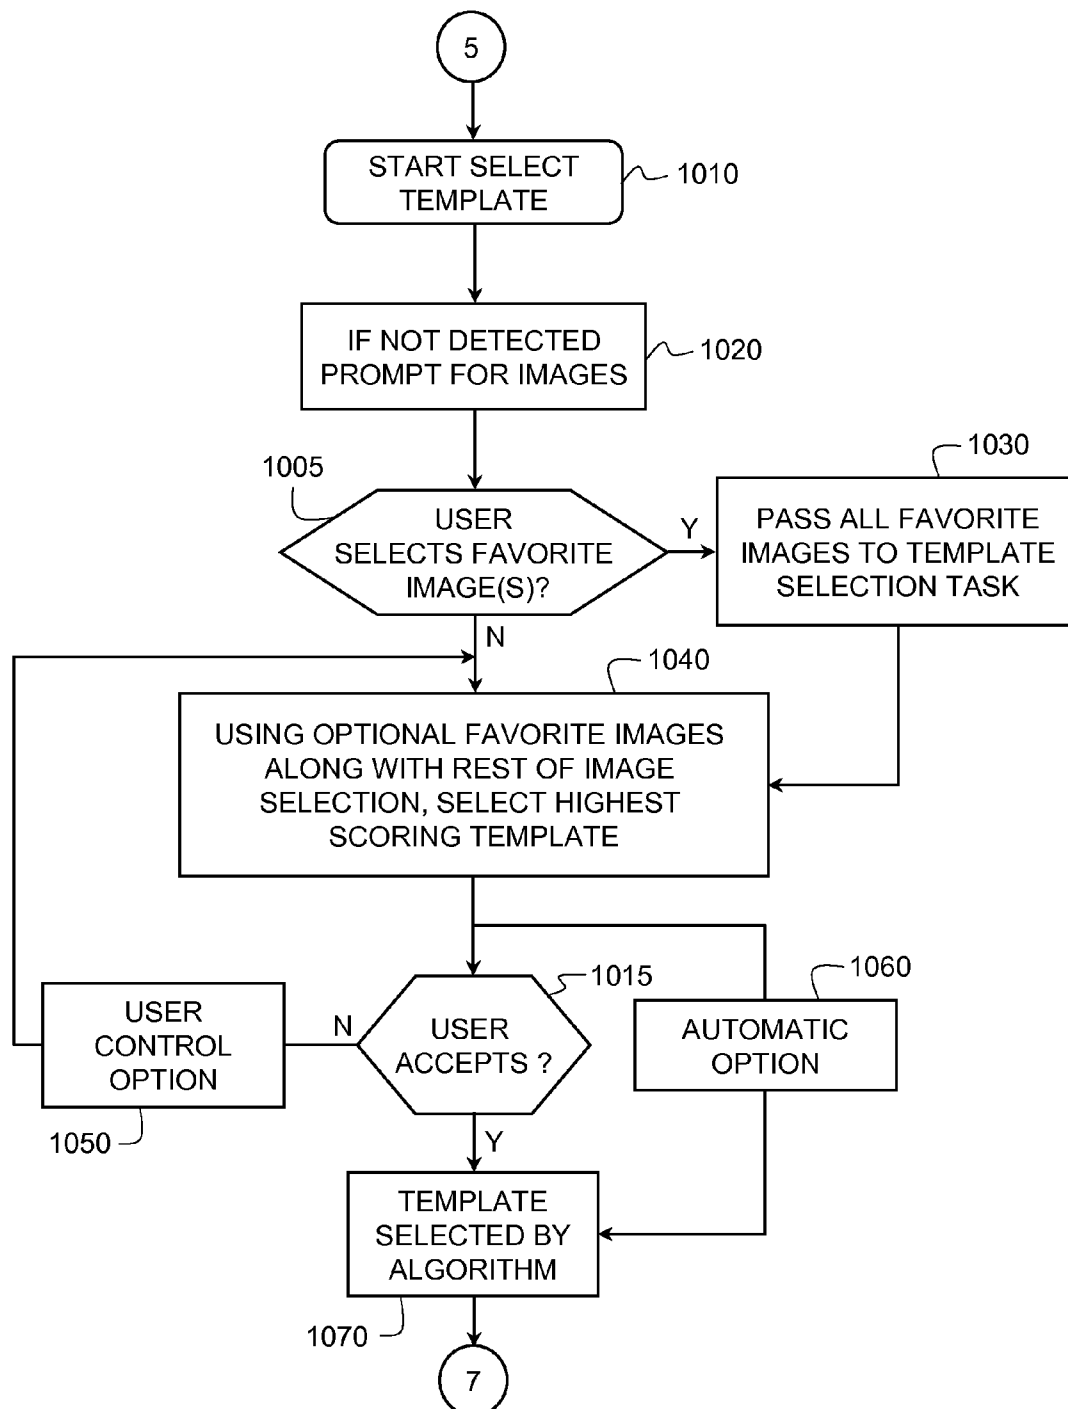 5
START SELECT
TEMPLATE
1010
IF NOT DETECTED
PROMPT FOR IMAGES
1020
1005
USER
SELECTS FAVORITE
IMAGE(S)?
Y
N
1030
PASS ALL FAVORITE
IMAGES TO TEMPLATE
SELECTION TASK
1040
USING OPTIONAL FAVORITE IMAGES
ALONG WITH REST OF IMAGE
SELECTION, SELECT HIGHEST
SCORING TEMPLATE
1015
USER
ACCEPTS ?
N
Y
USER
CONTROL
OPTION
1050
1060
AUTOMATIC
OPTION
TEMPLATE
SELECTED BY
ALGORITHM
1070
7